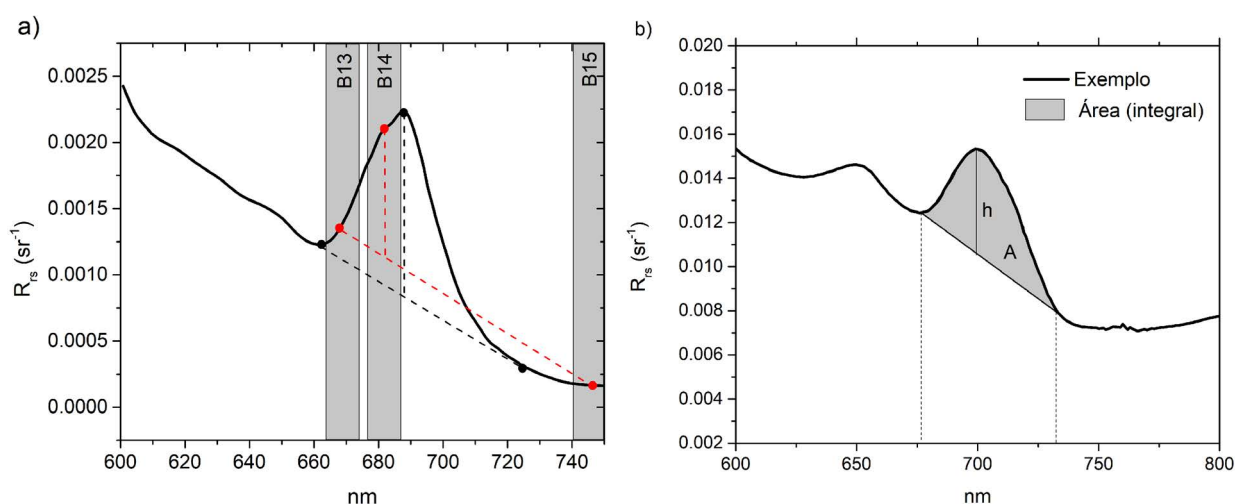 a)
B13
B14
B15
0.0025
0.0020
0.0015
0.0010
0.0005
0.0000
R_rs (sr⁻¹)
600 620 640 660 680 700 720 740
nm
b)
Exemplo
Área (integral)
h
A
0.020
0.018
0.016
0.014
0.012
0.010
0.008
0.006
0.004
0.002
R_rs (sr⁻¹)
600 650 700 750 800
nm